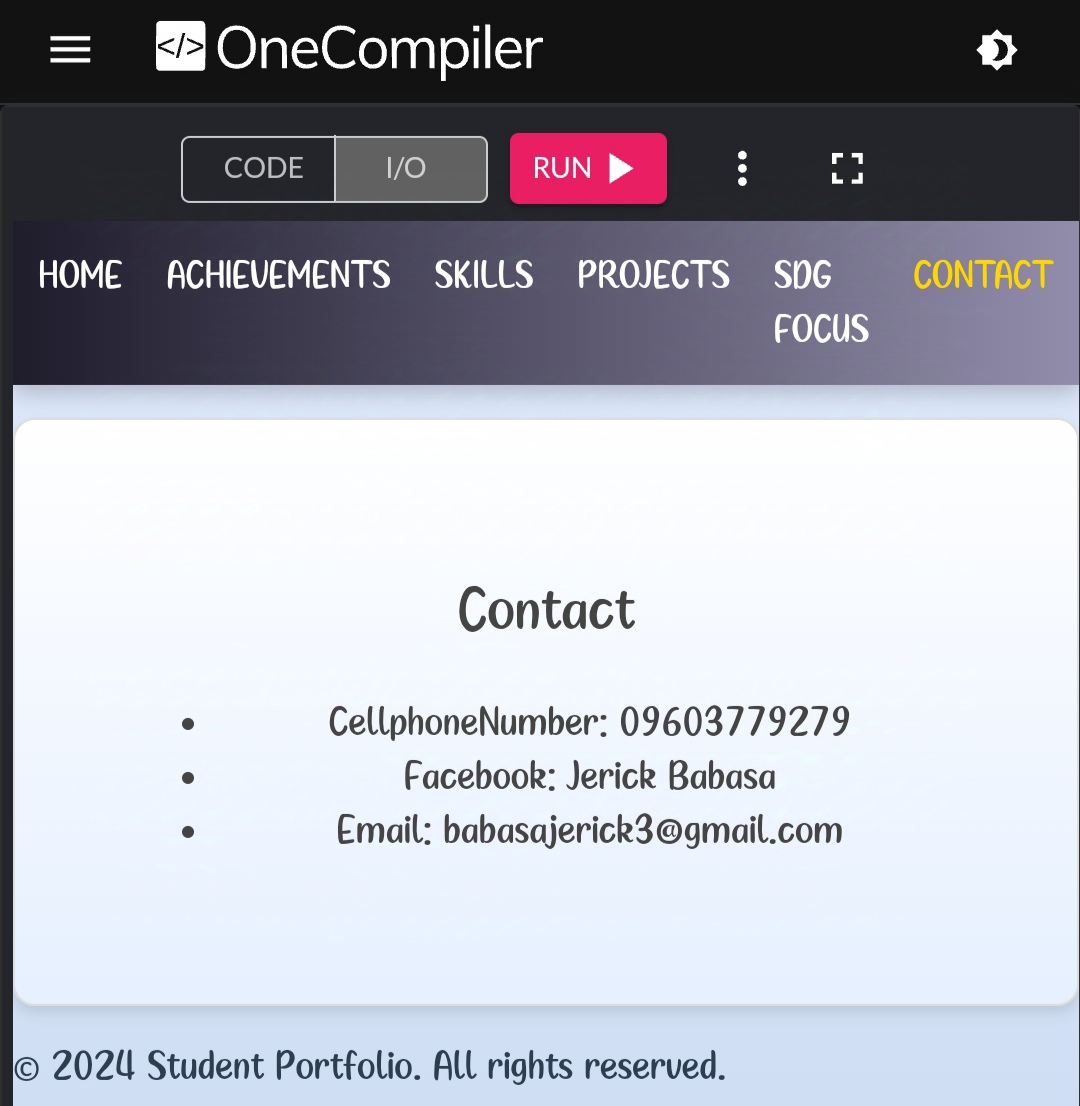 </> OneCompiler
CODE I/O RUN
HOME ACHIEVEMENTS SKILLS PROJECTS SDG FOCUS CONTACT
Contact
• CellphoneNumber: 09603779279
• Facebook: Jerick Babasa
• Email: babasajerick3@gmail.com
© 2024 Student Portfolio. All rights reserved.